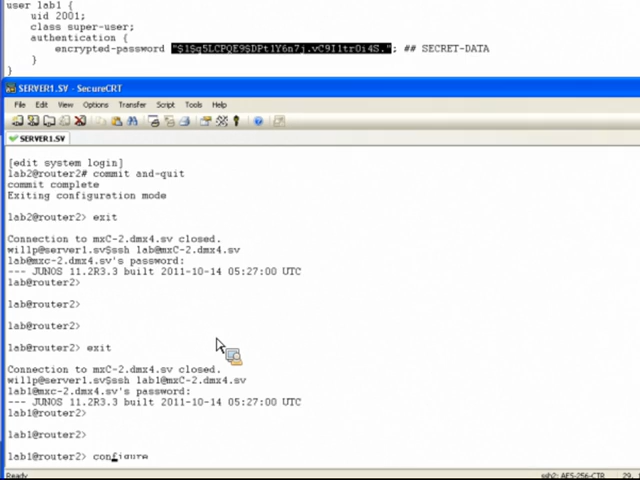 user lab1 {
uid 2001;
class super-user;
authentication {
encrypted-password "$1$g5LCPQE9$DPt1Y6n7j.vC9I1tr0i4S."; ## SECRET-DATA
}
}
SERVER1.SV - SecureCRT
File Edit View Options Transfer Script Tools Help
SERVER1.SV
[edit system login]
lab2@router2# commit and-quit
commit complete
Exiting configuration mode
lab2@router2> exit
Connection to mxC-2.dmx4.sv closed.
willp@server1.sv$ssh lab@mxC-2.dmx4.sv
lab@mxc-2.dmx4.sv's password:
--- JUNOS 11.2R3.3 built 2011-10-14 05:27:00 UTC
lab@router2>
lab@router2>
lab@router2>
lab@router2> exit
Connection to mxC-2.dmx4.sv closed.
willp@server1.sv$ssh lab1@mxC-2.dmx4.sv
lab1@mxc-2.dmx4.sv's password:
--- JUNOS 11.2R3.3 built 2011-10-14 05:27:00 UTC
lab1@router2>
lab1@router2>
lab1@router2> configure
Ready ssh2: AES-256-CTR 29,